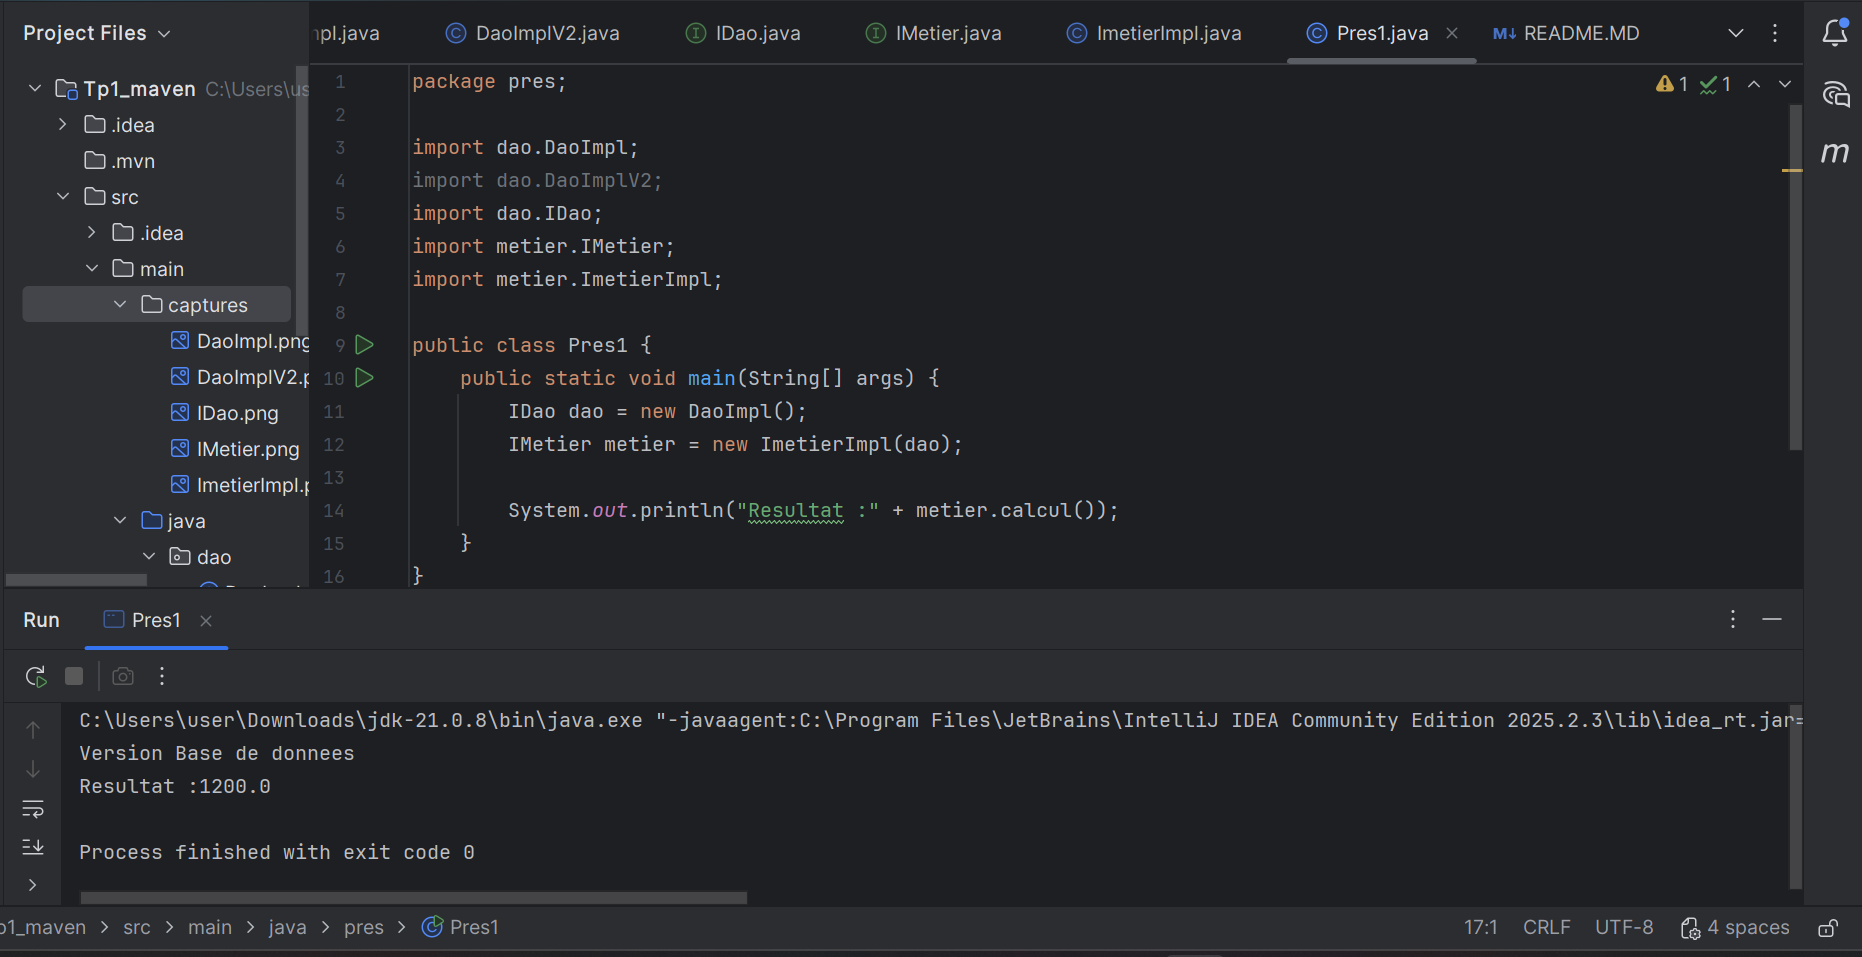 Project Files
npl.java
DaoImplV2.java
IDao.java
IMetier.java
ImetierImpl.java
Pres1.java
M↓ README.MD
Tp1_maven C:\Users\us
.idea
.mvn
src
.idea
main
captures
DaoImpl.png
DaoImplV2.p
IDao.png
IMetier.png
ImetierImpl.p
java
dao
1 package pres;
2
3 import dao.DaoImpl;
4 import dao.DaoImplV2;
5 import dao.IDao;
6 import metier.IMetier;
7 import metier.ImetierImpl;
8
9 public class Pres1 {
10 public static void main(String[] args) {
11 IDao dao = new DaoImpl();
12 IMetier metier = new ImetierImpl(dao);
13
14 System.out.println("Resultat :" + metier.calcul());
15 }
16 }
1 1
m
Run Pres1
C:\Users\user\Downloads\jdk-21.0.8\bin\java.exe "-javaagent:C:\Program Files\JetBrains\IntelliJ IDEA Community Edition 2025.2.3\lib\idea_rt.jar=
Version Base de donnees
Resultat :1200.0
Process finished with exit code 0
p1_maven > src > main > java > pres > Pres1
17:1 CRLF UTF-8 4 spaces